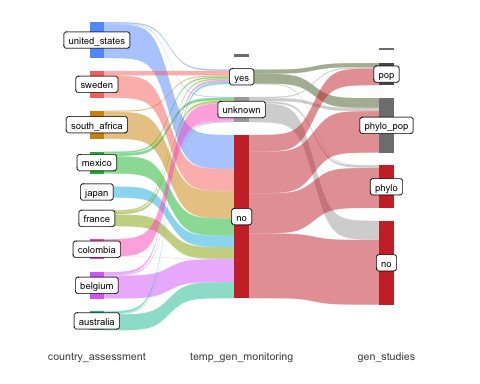 united_states
sweden
south_africa
mexico
japan
france
colombia
belgium
australia
yes
unknown
no
pop
phylo_pop
phylo
no
country_assessment
temp_gen_monitoring
gen_studies